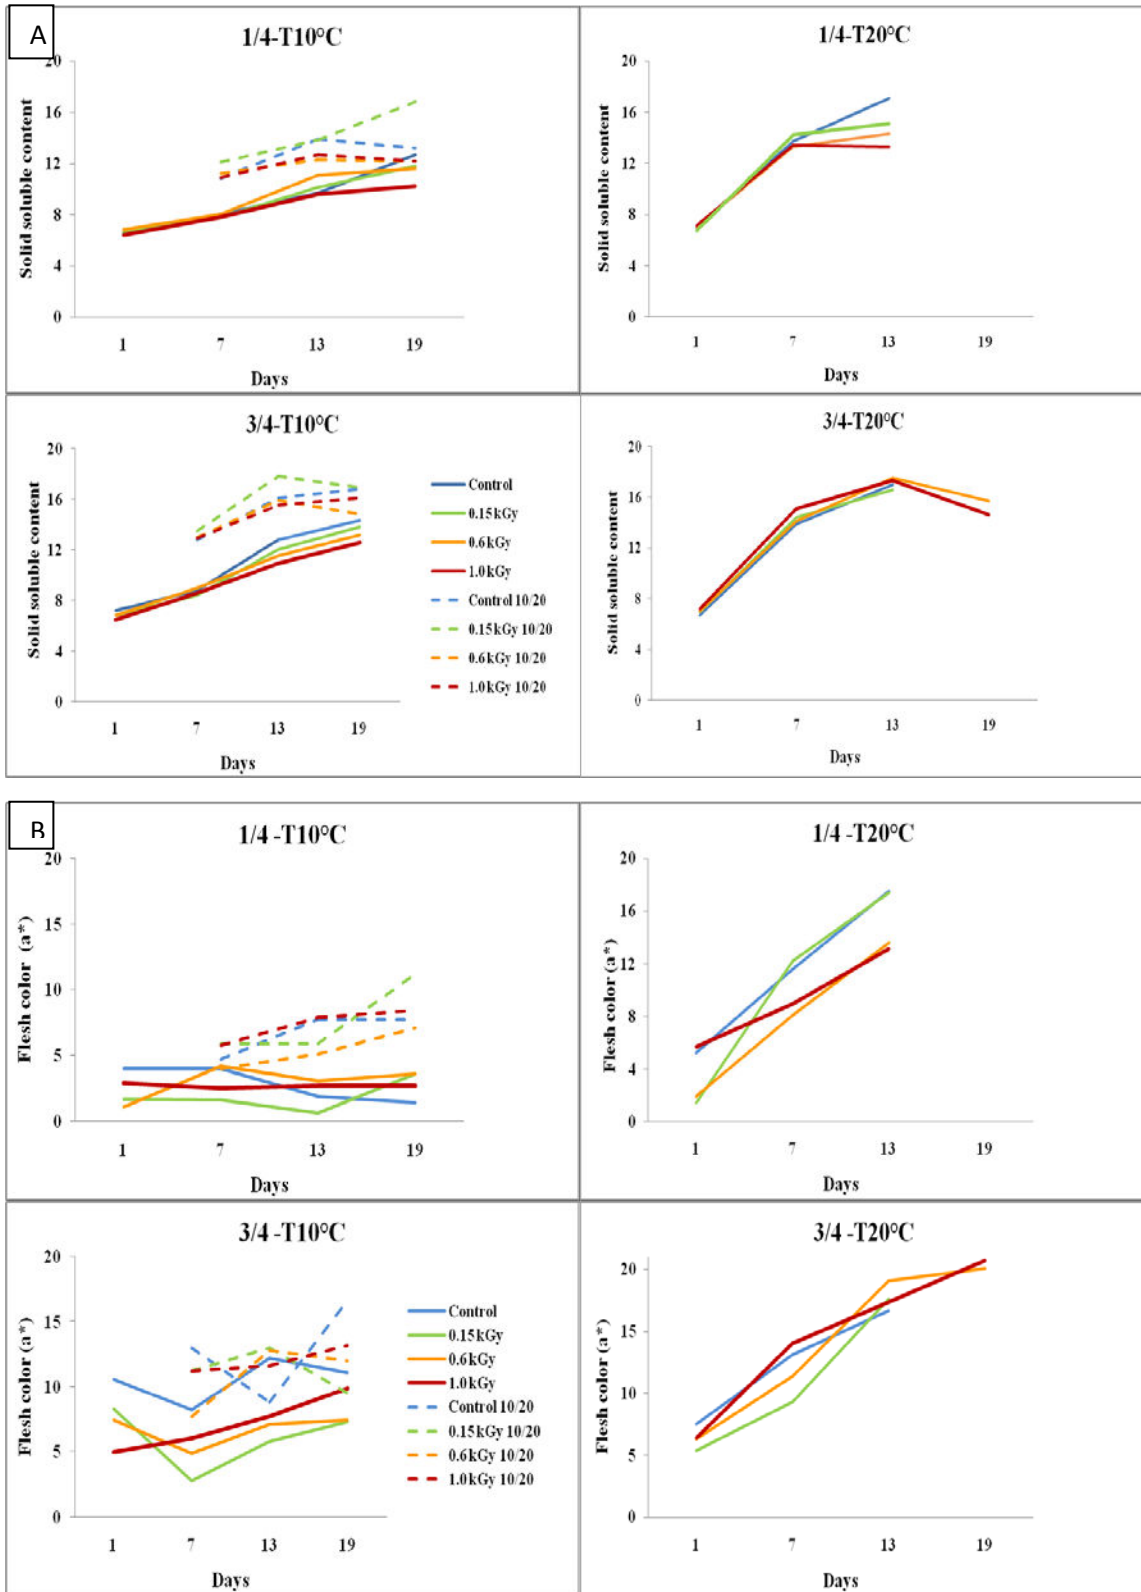 A
1/4-T10°C
20
16
12
8
4
0
Solid soluble content
1 7 13 19
Days
1/4-T20°C
20
16
12
8
4
0
Solid soluble content
1 7 13 19
Days
3/4-T10°C
20
16
12
8
4
0
Solid soluble content
1 7 13 19
Days
Control
0.15kGy
0.6kGy
1.0kGy
Control 10/20
0.15kGy 10/20
0.6kGy 10/20
1.0kGy 10/20
3/4-T20°C
20
16
12
8
4
0
Solid soluble content
1 7 13 19
Days
B
1/4 -T10°C
20
15
10
5
0
Flesh color (a*)
1 7 13 19
Days
1/4 -T20°C
20
16
12
8
4
0
Flesh color (a*)
1 7 13 19
Days
3/4 -T10°C
20
15
10
5
0
Flesh color (a*)
1 7 13 19
Days
Control
0.15kGy
0.6kGy
1.0kGy
Control 10/20
0.15kGy 10/20
0.6kGy 10/20
1.0kGy 10/20
3/4 -T20°C
20
15
10
5
0
Flesh color (a*)
1 7 13 19
Days